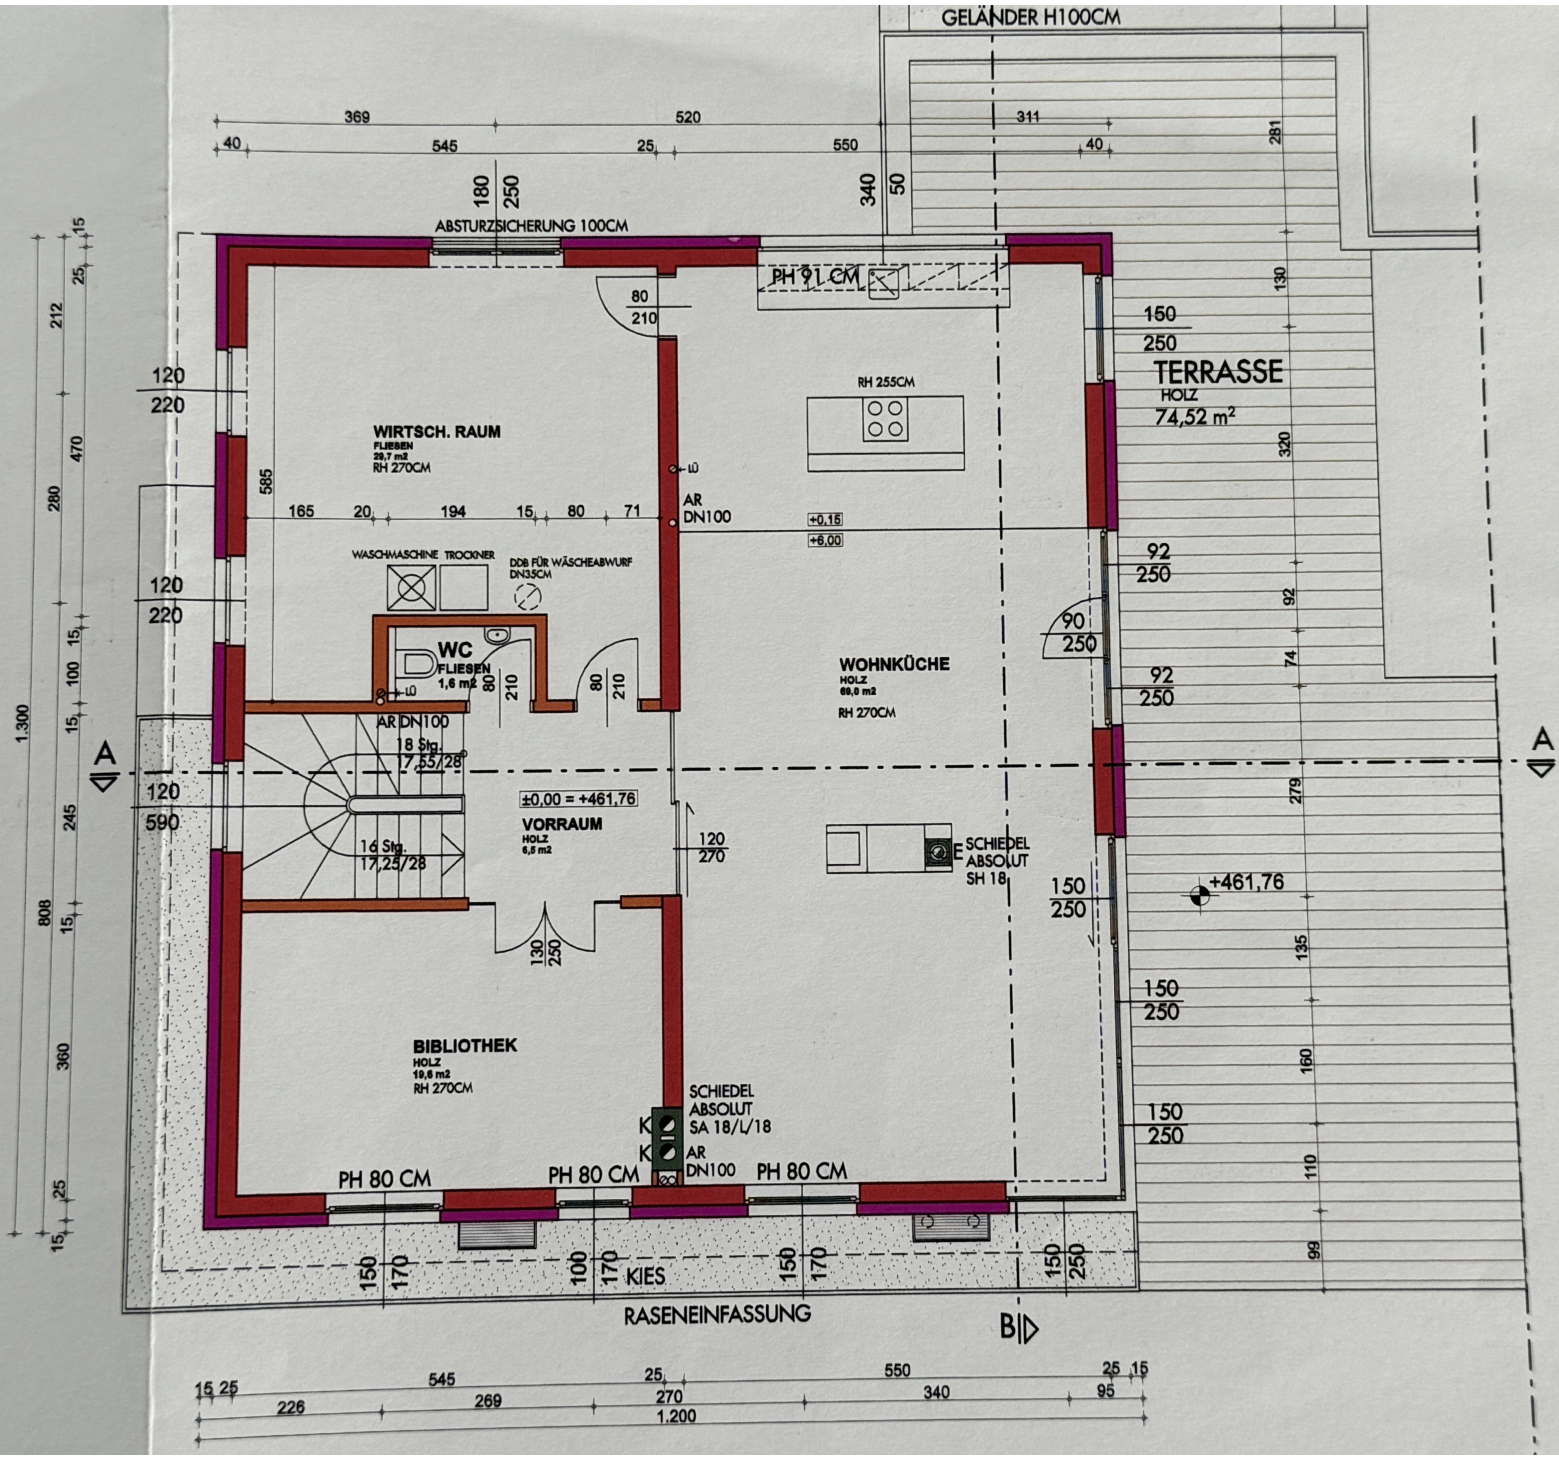 GELÄNDER H100CM
369
520
311
40
545
25
550
40
281
180
250
340
50
ABSTURZSICHERUNG 100CM
15
25
212
PH 91 CM
80
210
130
150
250
TERRASSE
HOLZ
74,52 m²
120
220
RH 255CM
WIRTSCH. RAUM
FLIESEN
29,7 m2
RH 270CM
470
280
585
320
LÜ
AR
DN100
165
20
194
15
80
71
+0,15
+6,00
WASCHMASCHINE
TROCKNER
DDB FÜR WÄSCHEABWURF
DN35CM
92
250
92
120
220
90
250
74
15
100
15
WC
FLIESEN
1,6 m2
LÜ
80
210
80
210
WOHNKÜCHE
HOLZ
69,0 m2
RH 270CM
92
250
1.300
AR DN100
18 Stg.
17,55/28
A
A
120
590
±0,00 = +461,76
VORRAUM
HOLZ
6,5 m2
279
245
16 Stg.
17,25/28
120
270
E
SCHIEDEL
ABSOLUT
SH 18
150
250
+461,76
808
15
130
250
135
150
250
BIBLIOTHEK
HOLZ
19,6 m2
RH 270CM
360
160
SCHIEDEL
ABSOLUT
SA 18/L/18
K
K
AR
DN100
150
250
110
PH 80 CM
PH 80 CM
PH 80 CM
25
15
99
150
170
100
170
150
170
150
250
KIES
RASENEINFASSUNG
B
15
25
545
25
550
25
15
226
269
270
340
95
1.200